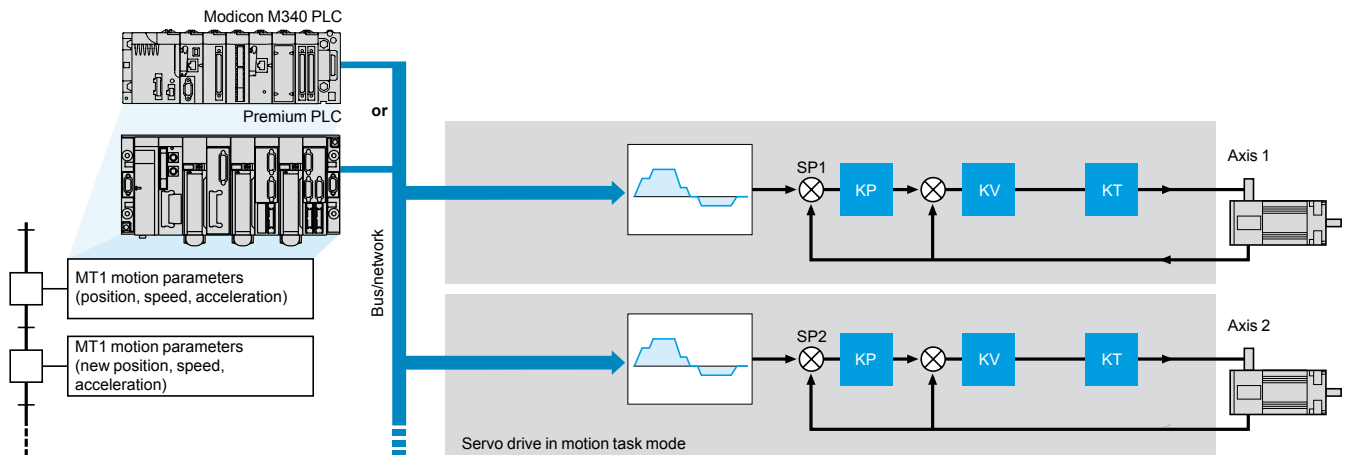 Modicon M340 PLC
or
Premium PLC
MT1 motion parameters
(position, speed, acceleration)
MT1 motion parameters
(new position, speed,
acceleration)
Bus/network
SP1
KP
KV
KT
Axis 1
SP2
KP
KV
KT
Axis 2
Servo drive in motion task mode